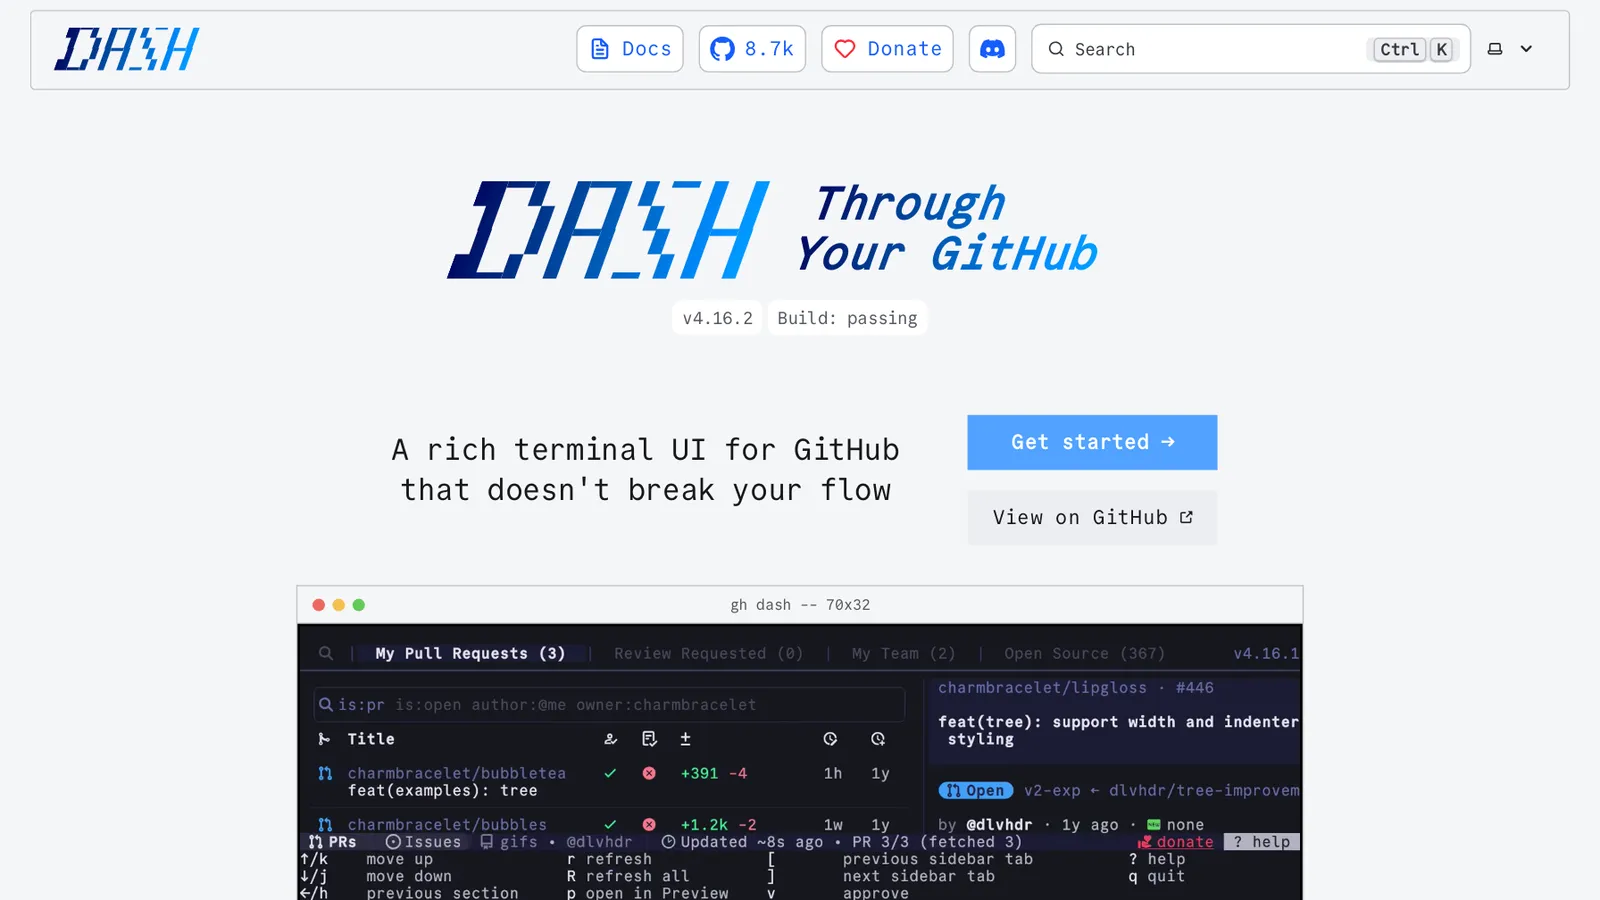 DASH
Docs
8.7k
Donate
Search
Ctrl K
DASH Through
Your GitHub
v4.16.2
Build: passing
A rich terminal UI for GitHub
that doesn't break your flow
Get started →
View on GitHub
gh dash -- 70x32
| My Pull Requests (3) | Review Requested (0) | My Team (2) | Open Source (367) v4.16.1
is:pr is:open author:@me owner:charmbracelet
Title ±
charmbracelet/bubbletea +391 -4 1h 1y
feat(examples): tree
charmbracelet/bubbles +1.2k -2 1w 1y
charmbracelet/lipgloss · #446
feat(tree): support width and indenter
styling
Open v2-exp ← dlvhdr/tree-improvem
by @dlvhdr · 1y ago · none
PRs Issues gifs • @dlvhdr Updated ~8s ago • PR 3/3 (fetched 3) donate ? help
↑/k move up r refresh [ previous sidebar tab ? help
↓/j move down R refresh all ] next sidebar tab q quit
←/h previous section p open in Preview v approve